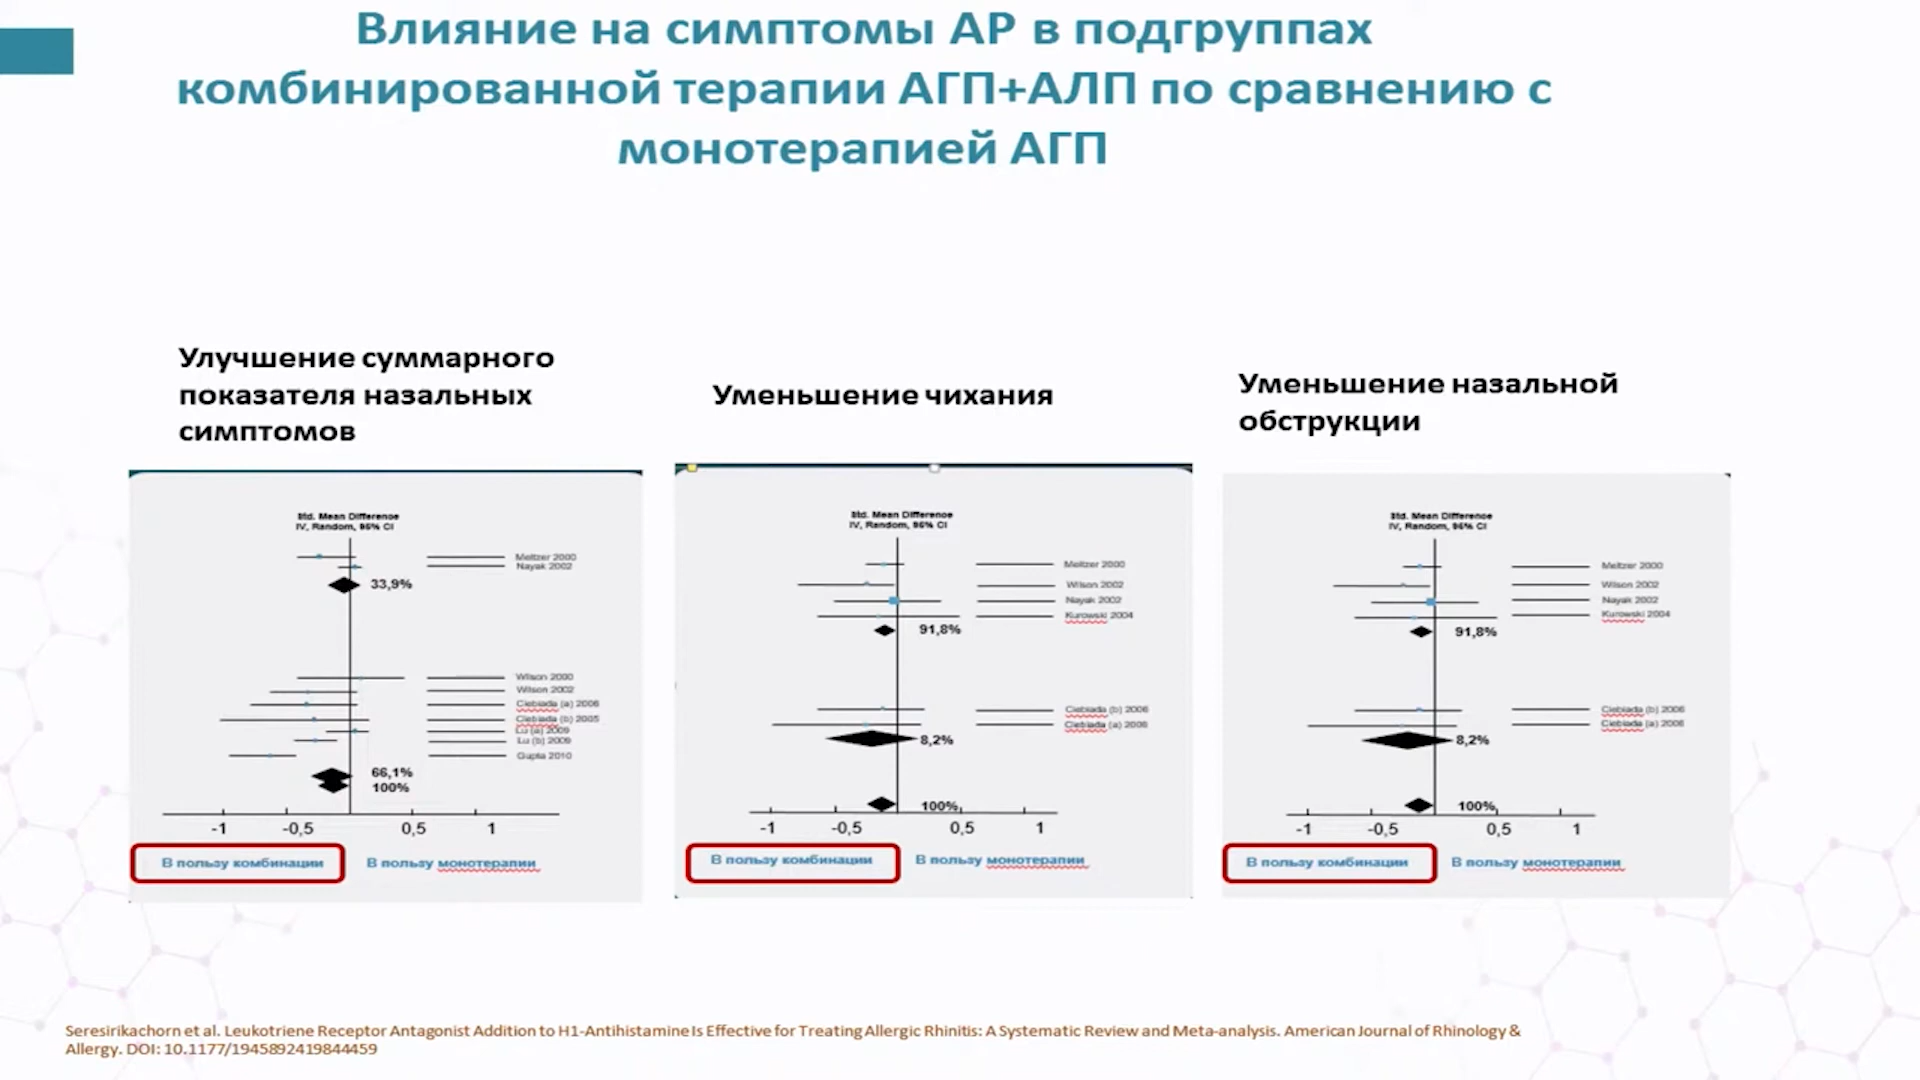 Влияние на симптомы АР в подгруппах
комбинированной терапии АГП+АЛП по сравнению с
монотерапией АГП
Улучшение суммарного
показателя назальных
симптомов
Std. Mean Difference
IV, Random, 95% CI
Meltzer 2000
Nayak 2002
33,9%
Wilson 2000
Wilson 2002
Ciebiada (a) 2006
Ciebiada (b) 2005
Lu (a) 2009
Lu (b) 2009
Gupta 2010
66,1%
100%
-1 -0,5 0,5 1
В пользу комбинации В пользу монотерапии
Уменьшение чихания
Std. Mean Difference
IV, Random, 95% CI
Meltzer 2000
Wilson 2002
Nayak 2002
Kurowski 2004
91,8%
Ciebiada (b) 2006
Ciebiada (a) 2006
8,2%
100%
-1 -0,5 0,5 1
В пользу комбинации В пользу монотерапии
Уменьшение назальной
обструкции
Std. Mean Difference
IV, Random, 95% CI
Meltzer 2000
Wilson 2002
Nayak 2002
Kurowski 2004
91,8%
Ciebiada (b) 2006
Ciebiada (a) 2006
8,2%
100%
-1 -0,5 0,5 1
В пользу комбинации В пользу монотерапии
Seresirikachorn et al. Leukotriene Receptor Antagonist Addition to H1-Antihistamine Is Effective for Treating Allergic Rhinitis: A Systematic Review and Meta-analysis. American Journal of Rhinology &
Allergy. DOI: 10.1177/1945892419844459